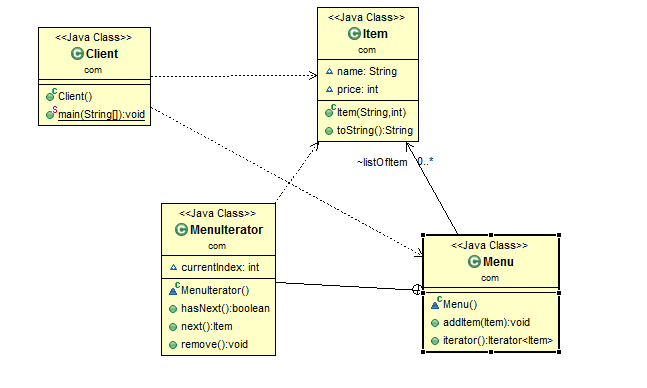 <<Java Class>>
Client
com
Client()
main(String[]):void
<<Java Class>>
Item
com
name: String
price: int
Item(String,int)
toString():String
~listOfItem 0..*
<<Java Class>>
MenuIterator
com
currentIndex: int
MenuIterator()
hasNext():boolean
next():Item
remove():void
<<Java Class>>
Menu
com
Menu()
addItem(Item):void
iterator():Iterator<Item>